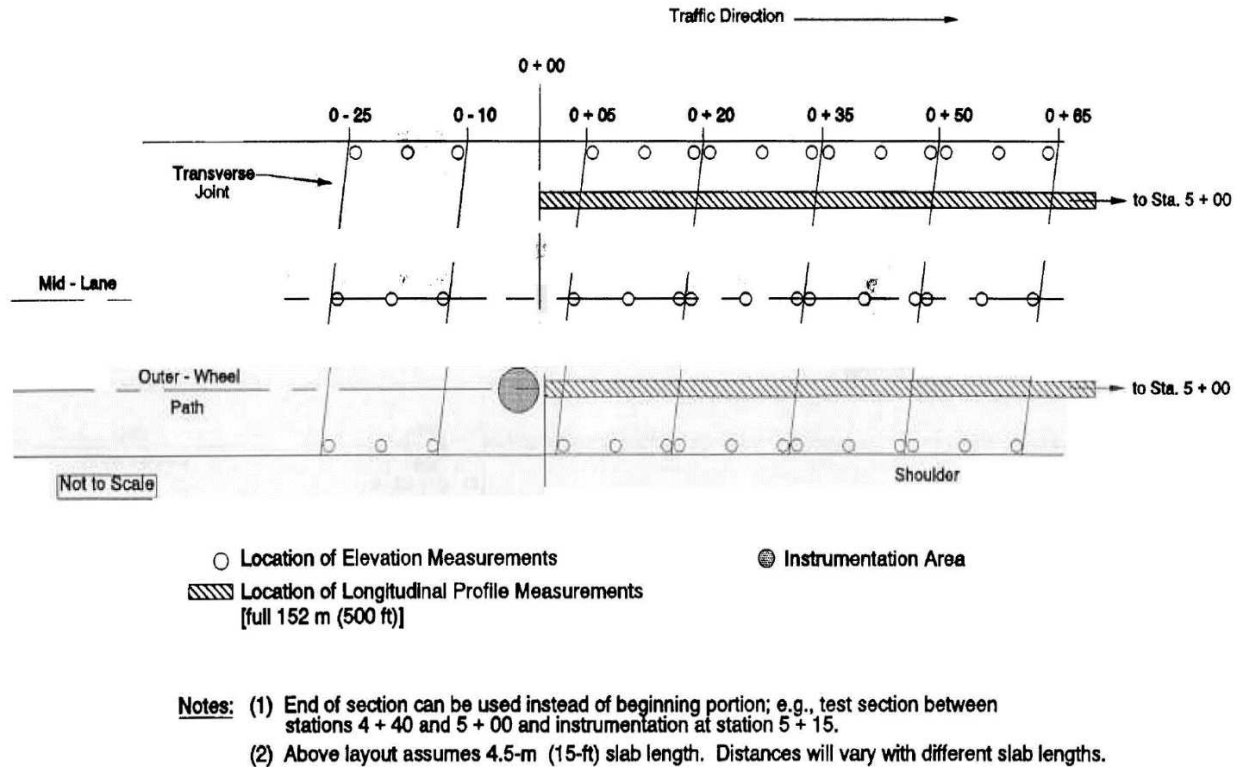 Traffic Direction
0 + 00
0 - 25 0 - 10 0 + 05 0 + 20 0 + 35 0 + 50 0 + 65
Transverse
Joint
to Sta. 5 + 00
Mid - Lane
Outer - Wheel
Path
to Sta. 5 + 00
Not to Scale
Shoulder
Location of Elevation Measurements
Instrumentation Area
Location of Longitudinal Profile Measurements
[full 152 m (500 ft)]
Notes: (1) End of section can be used instead of beginning portion; e.g., test section between
stations 4 + 40 and 5 + 00 and instrumentation at station 5 + 15.
(2) Above layout assumes 4.5-m (15-ft) slab length. Distances will vary with different slab lengths.